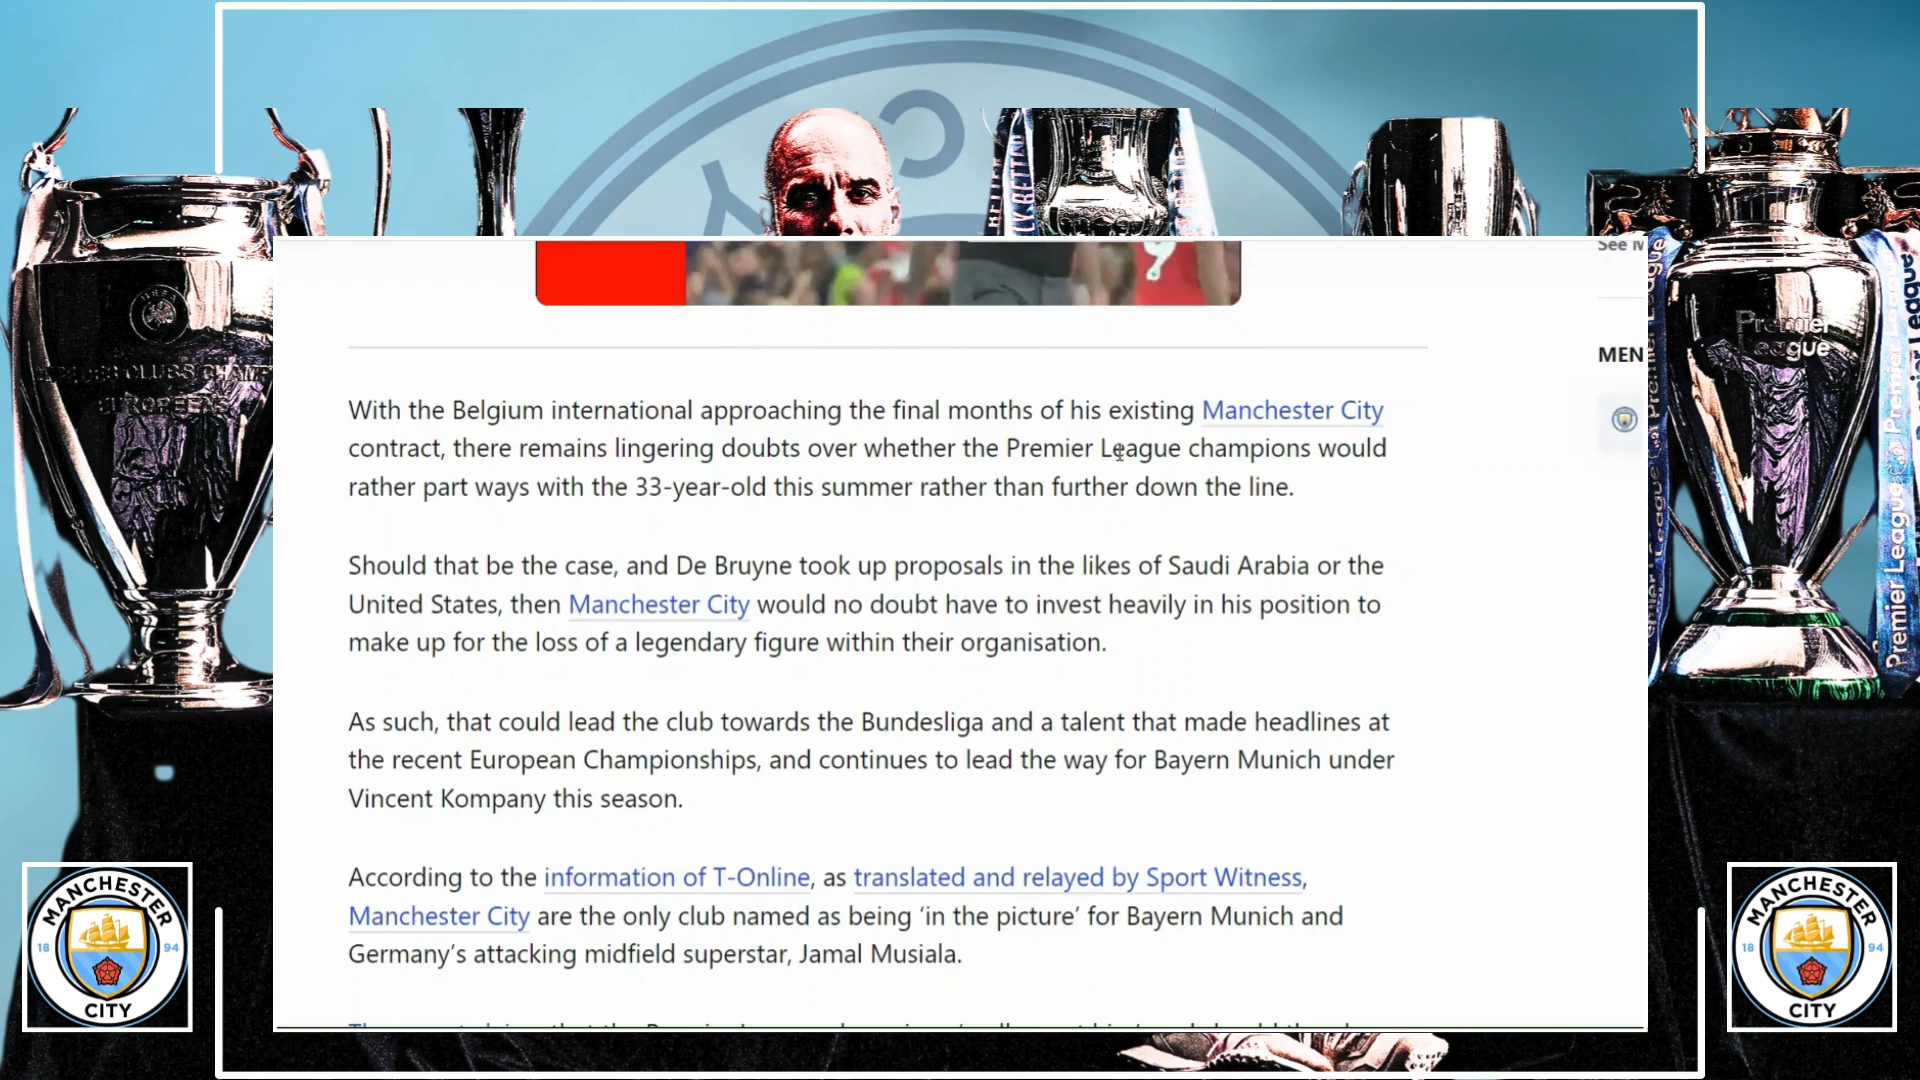 C
Y
See M
9
MEN
With the Belgium international approaching the final months of his existing Manchester City
contract, there remains lingering doubts over whether the Premier League champions would
rather part ways with the 33-year-old this summer rather than further down the line.
Should that be the case, and De Bruyne took up proposals in the likes of Saudi Arabia or the
United States, then Manchester City would no doubt have to invest heavily in his position to
make up for the loss of a legendary figure within their organisation.
As such, that could lead the club towards the Bundesliga and a talent that made headlines at
the recent European Championships, and continues to lead the way for Bayern Munich under
Vincent Kompany this season.
According to the information of T-Online, as translated and relayed by Sport Witness,
Manchester City are the only club named as being ‘in the picture’ for Bayern Munich and
Germany’s attacking midfield superstar, Jamal Musiala.
Premier
League
Premier League
MANCHESTER
18 94
CITY
MANCHESTER
18 94
CITY